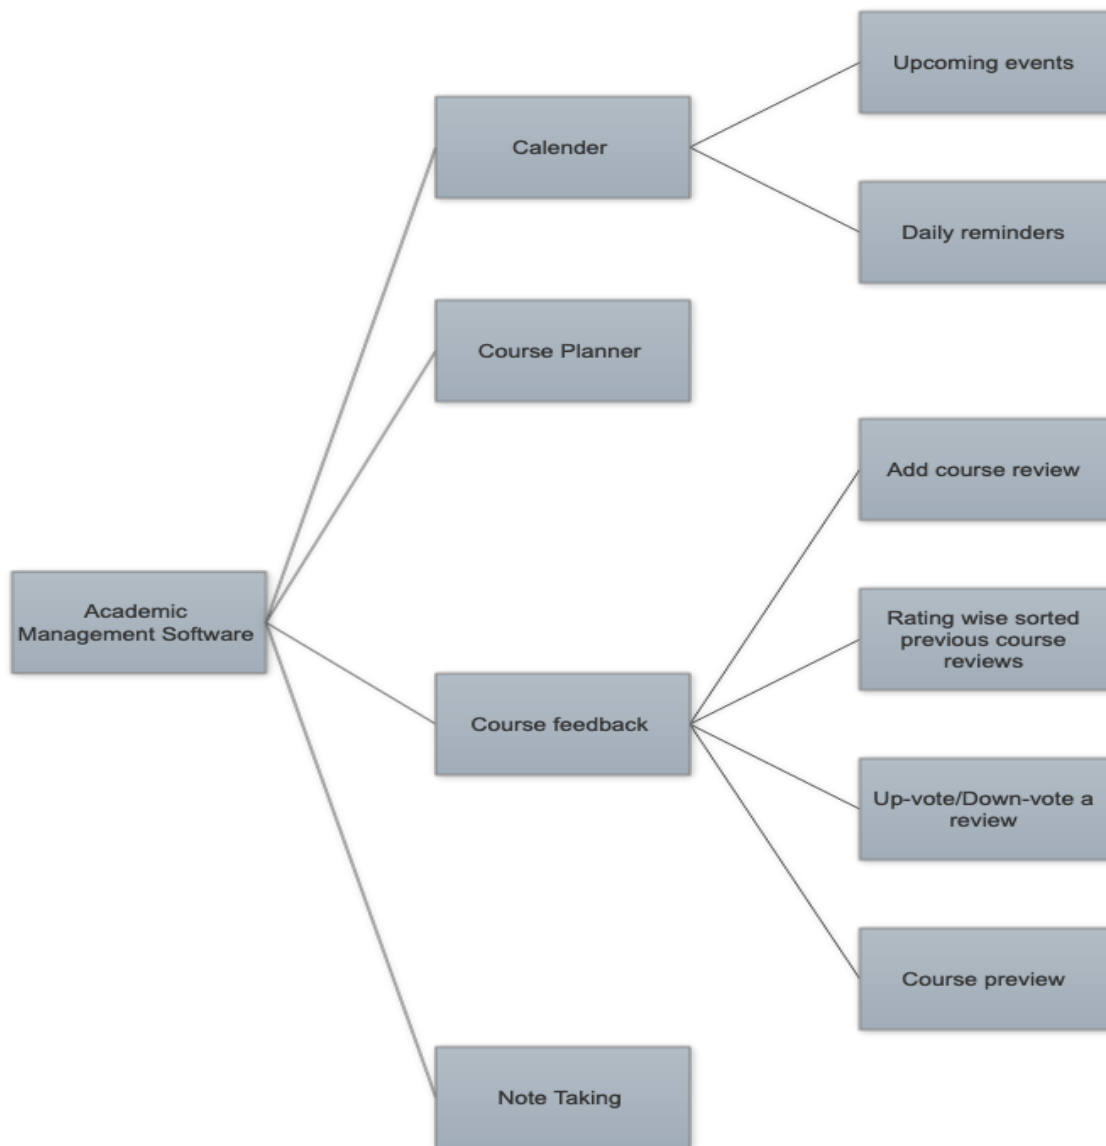 Upcoming events
Calender
Daily reminders
Course Planner
Add course review
Academic
Management Software
Rating wise sorted
previous course
reviews
Course feedback
Up-vote/Down-vote a
review
Course preview
Note Taking